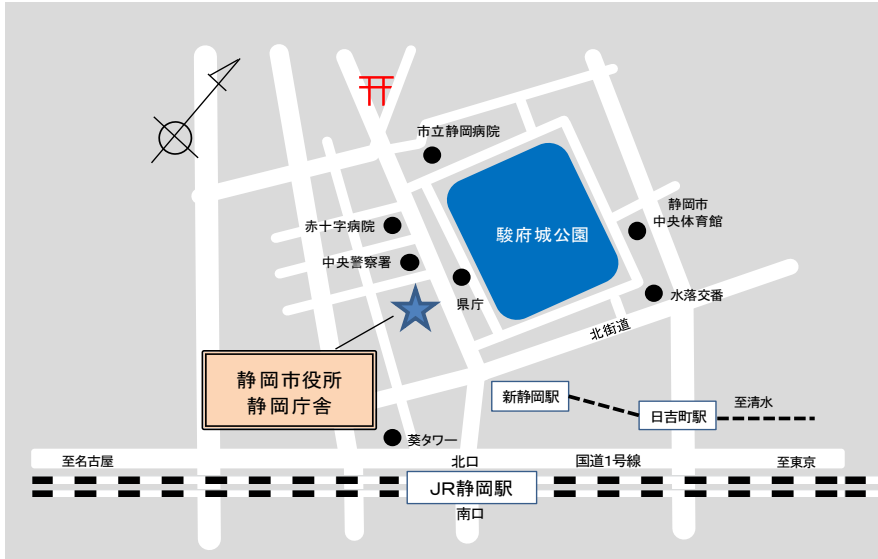 市立静岡病院
静岡市
中央体育館
赤十字病院
駿府城公園
中央警察署
県庁
水落交番
北街道
静岡市役所
静岡庁舎
新静岡駅
日吉町駅
至清水
葵タワー
至名古屋
北口
国道1号線
至東京
JR静岡駅
南口